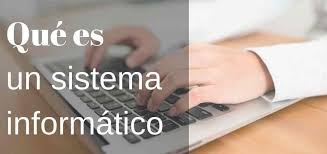 Qué es
un sistema
informático